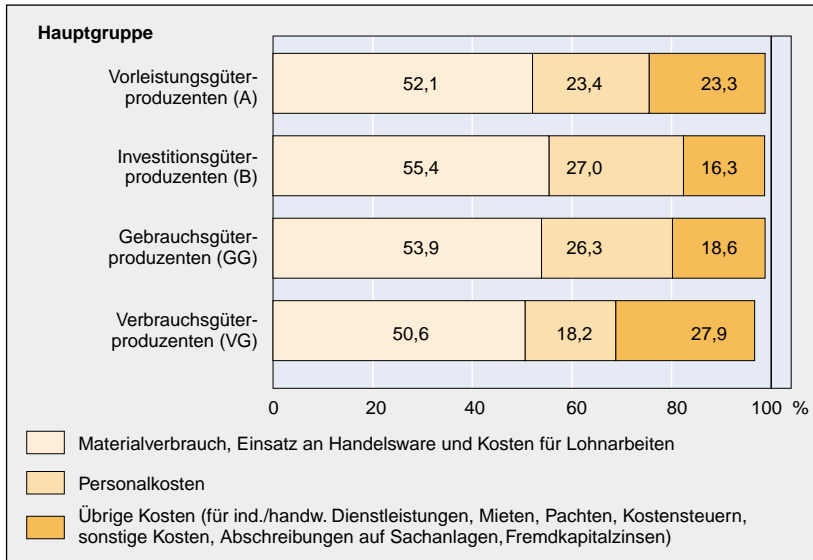 Hauptgruppe
Vorleistungsgüter-
produzenten (A)
52,1 23,4 23,3
Investitionsgüter-
produzenten (B)
55,4 27,0 16,3
Gebrauchsgüter-
produzenten (GG)
53,9 26,3 18,6
Verbrauchsgüter-
produzenten (VG)
50,6 18,2 27,9
0 20 40 60 80 100 %
Materialverbrauch, Einsatz an Handelsware und Kosten für Lohnarbeiten
Personalkosten
Übrige Kosten (für ind./handw. Dienstleistungen, Mieten, Pachten, Kostensteuern,
sonstige Kosten, Abschreibungen auf Sachanlagen, Fremdkapitalzinsen)